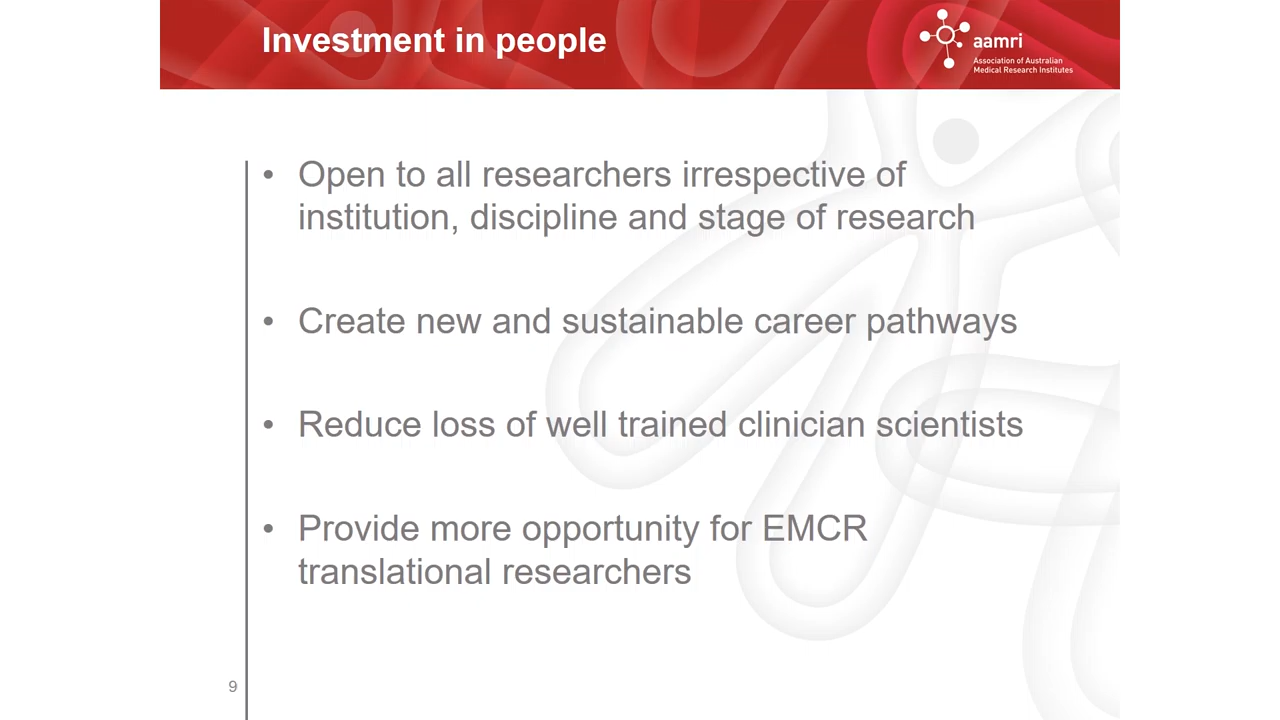 Investment in people
aamri
Association of Australian
Medical Research Institutes
• Open to all researchers irrespective of
institution, discipline and stage of research
• Create new and sustainable career pathways
• Reduce loss of well trained clinician scientists
• Provide more opportunity for EMCR
translational researchers
9